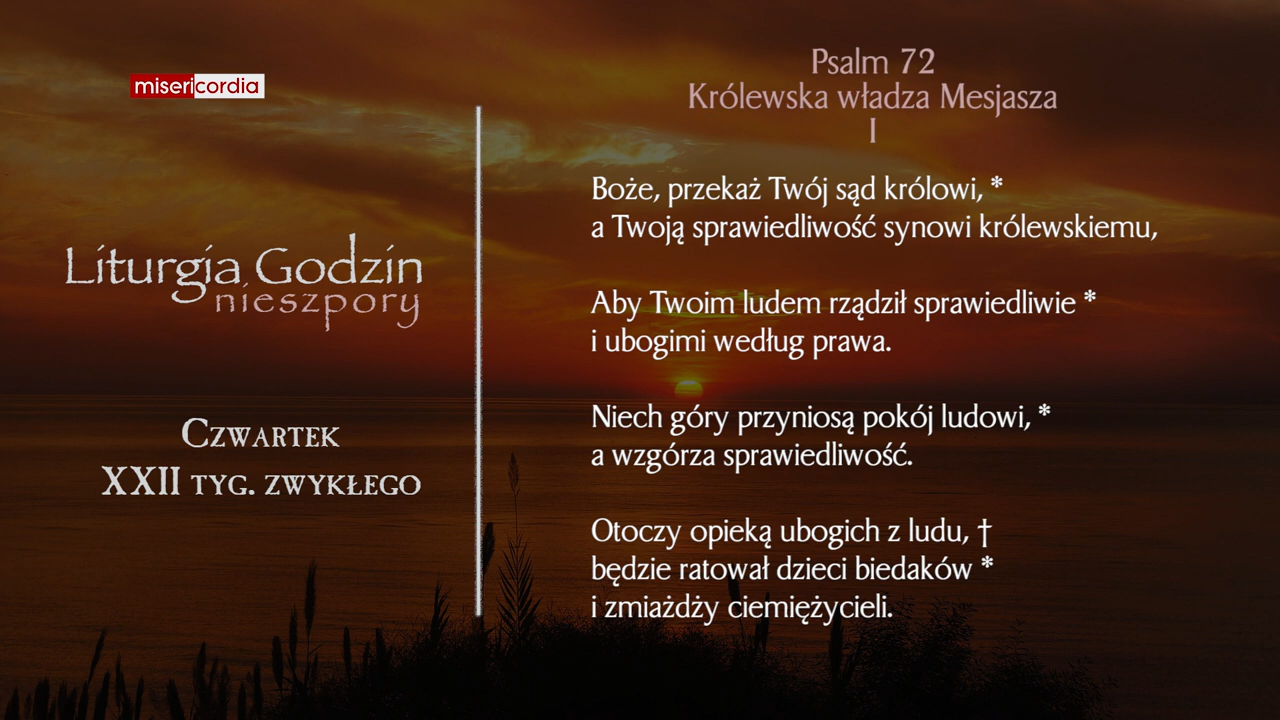 misericordia
Liturgia Godzin
nieszpory
Czwartek
XXII tyg. zwykłego
Psalm 72
Królewska władza Mesjasza
I
Boże, przekaż Twój sąd królowi, *
a Twoją sprawiedliwość synowi królewskiemu,
Aby Twoim ludem rządził sprawiedliwie *
i ubogimi według prawa.
Niech góry przyniosą pokój ludowi, *
a wzgórza sprawiedliwość.
Otoczy opieką ubogich z ludu, †
będzie ratował dzieci biedaków *
i zmiażdży ciemiężycieli.